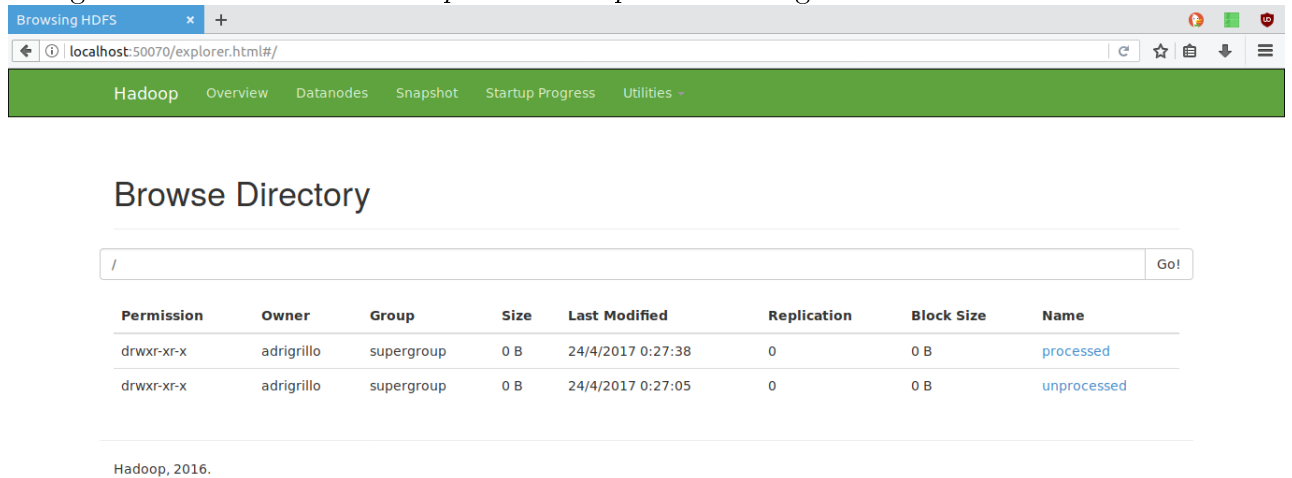 Browsing HDFS × +
localhost:50070/explorer.html#/
Hadoop Overview Datanodes Snapshot Startup Progress Utilities
Browse Directory
/ Go!
Permission Owner Group Size Last Modified Replication Block Size Name
drwxr-xr-x adrigrillo supergroup 0 B 24/4/2017 0:27:38 0 0 B processed
drwxr-xr-x adrigrillo supergroup 0 B 24/4/2017 0:27:05 0 0 B unprocessed
Hadoop, 2016.